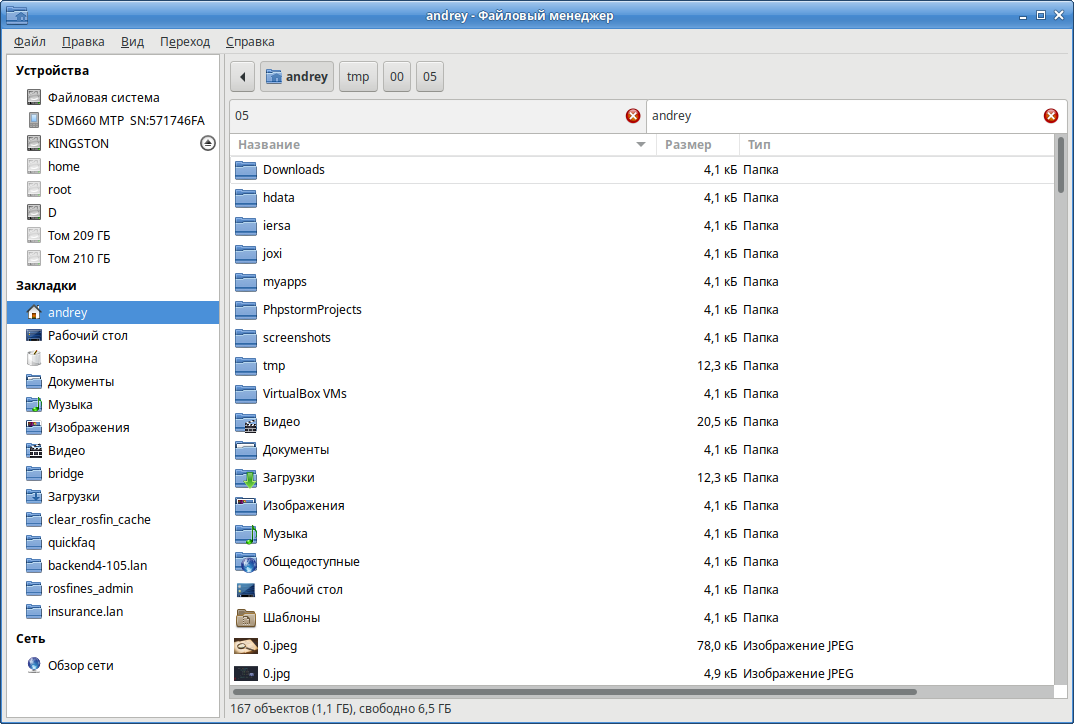 andrey - Файловый менеджер
Файл Правка Вид Переход Справка
Устройства
Файловая система
SDM660 MTP SN:571746FA
KINGSTON
home
root
D
Том 209 ГБ
Том 210 ГБ
Закладки
andrey
Рабочий стол
Корзина
Документы
Музыка
Изображения
Видео
bridge
Загрузки
clear_rosfin_cache
quickfaq
backend4-105.lan
rosfines_admin
insurance.lan
Сеть
Обзор сети
andrey tmp 00 05
05 andrey
Название Размер Тип
Downloads 4,1 кБ Папка
hdata 4,1 кБ Папка
iersa 4,1 кБ Папка
joxi 4,1 кБ Папка
myapps 4,1 кБ Папка
PhpstormProjects 4,1 кБ Папка
screenshots 4,1 кБ Папка
tmp 12,3 кБ Папка
VirtualBox VMs 4,1 кБ Папка
Видео 20,5 кБ Папка
Документы 4,1 кБ Папка
Загрузки 12,3 кБ Папка
Изображения 4,1 кБ Папка
Музыка 4,1 кБ Папка
Общедоступные 4,1 кБ Папка
Рабочий стол 4,1 кБ Папка
Шаблоны 4,1 кБ Папка
0.jpeg 78,0 кБ Изображение JPEG
0.jpg 4,9 кБ Изображение JPEG
167 объектов (1,1 ГБ), свободно 6,5 ГБ